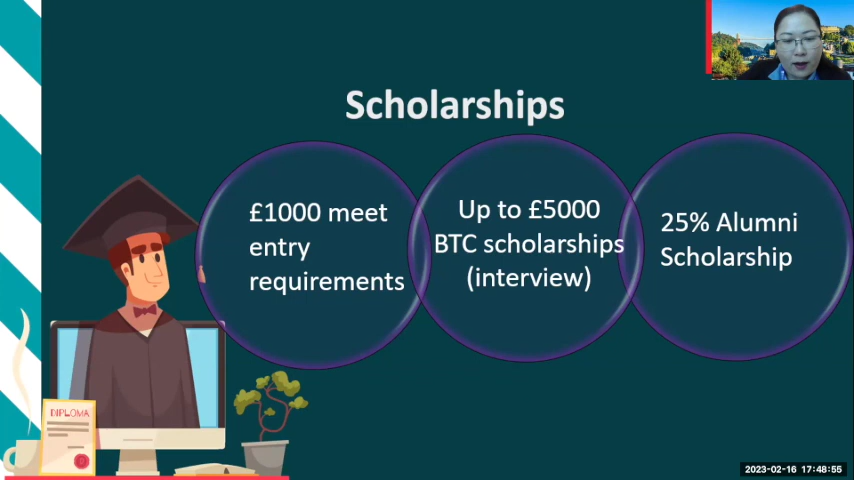 Scholarships
£1000 meet
entry
requirements
Up to £5000
BTC scholarships
(interview)
25% Alumni
Scholarship
DIPLOMA
2023-02-16 17:48:55